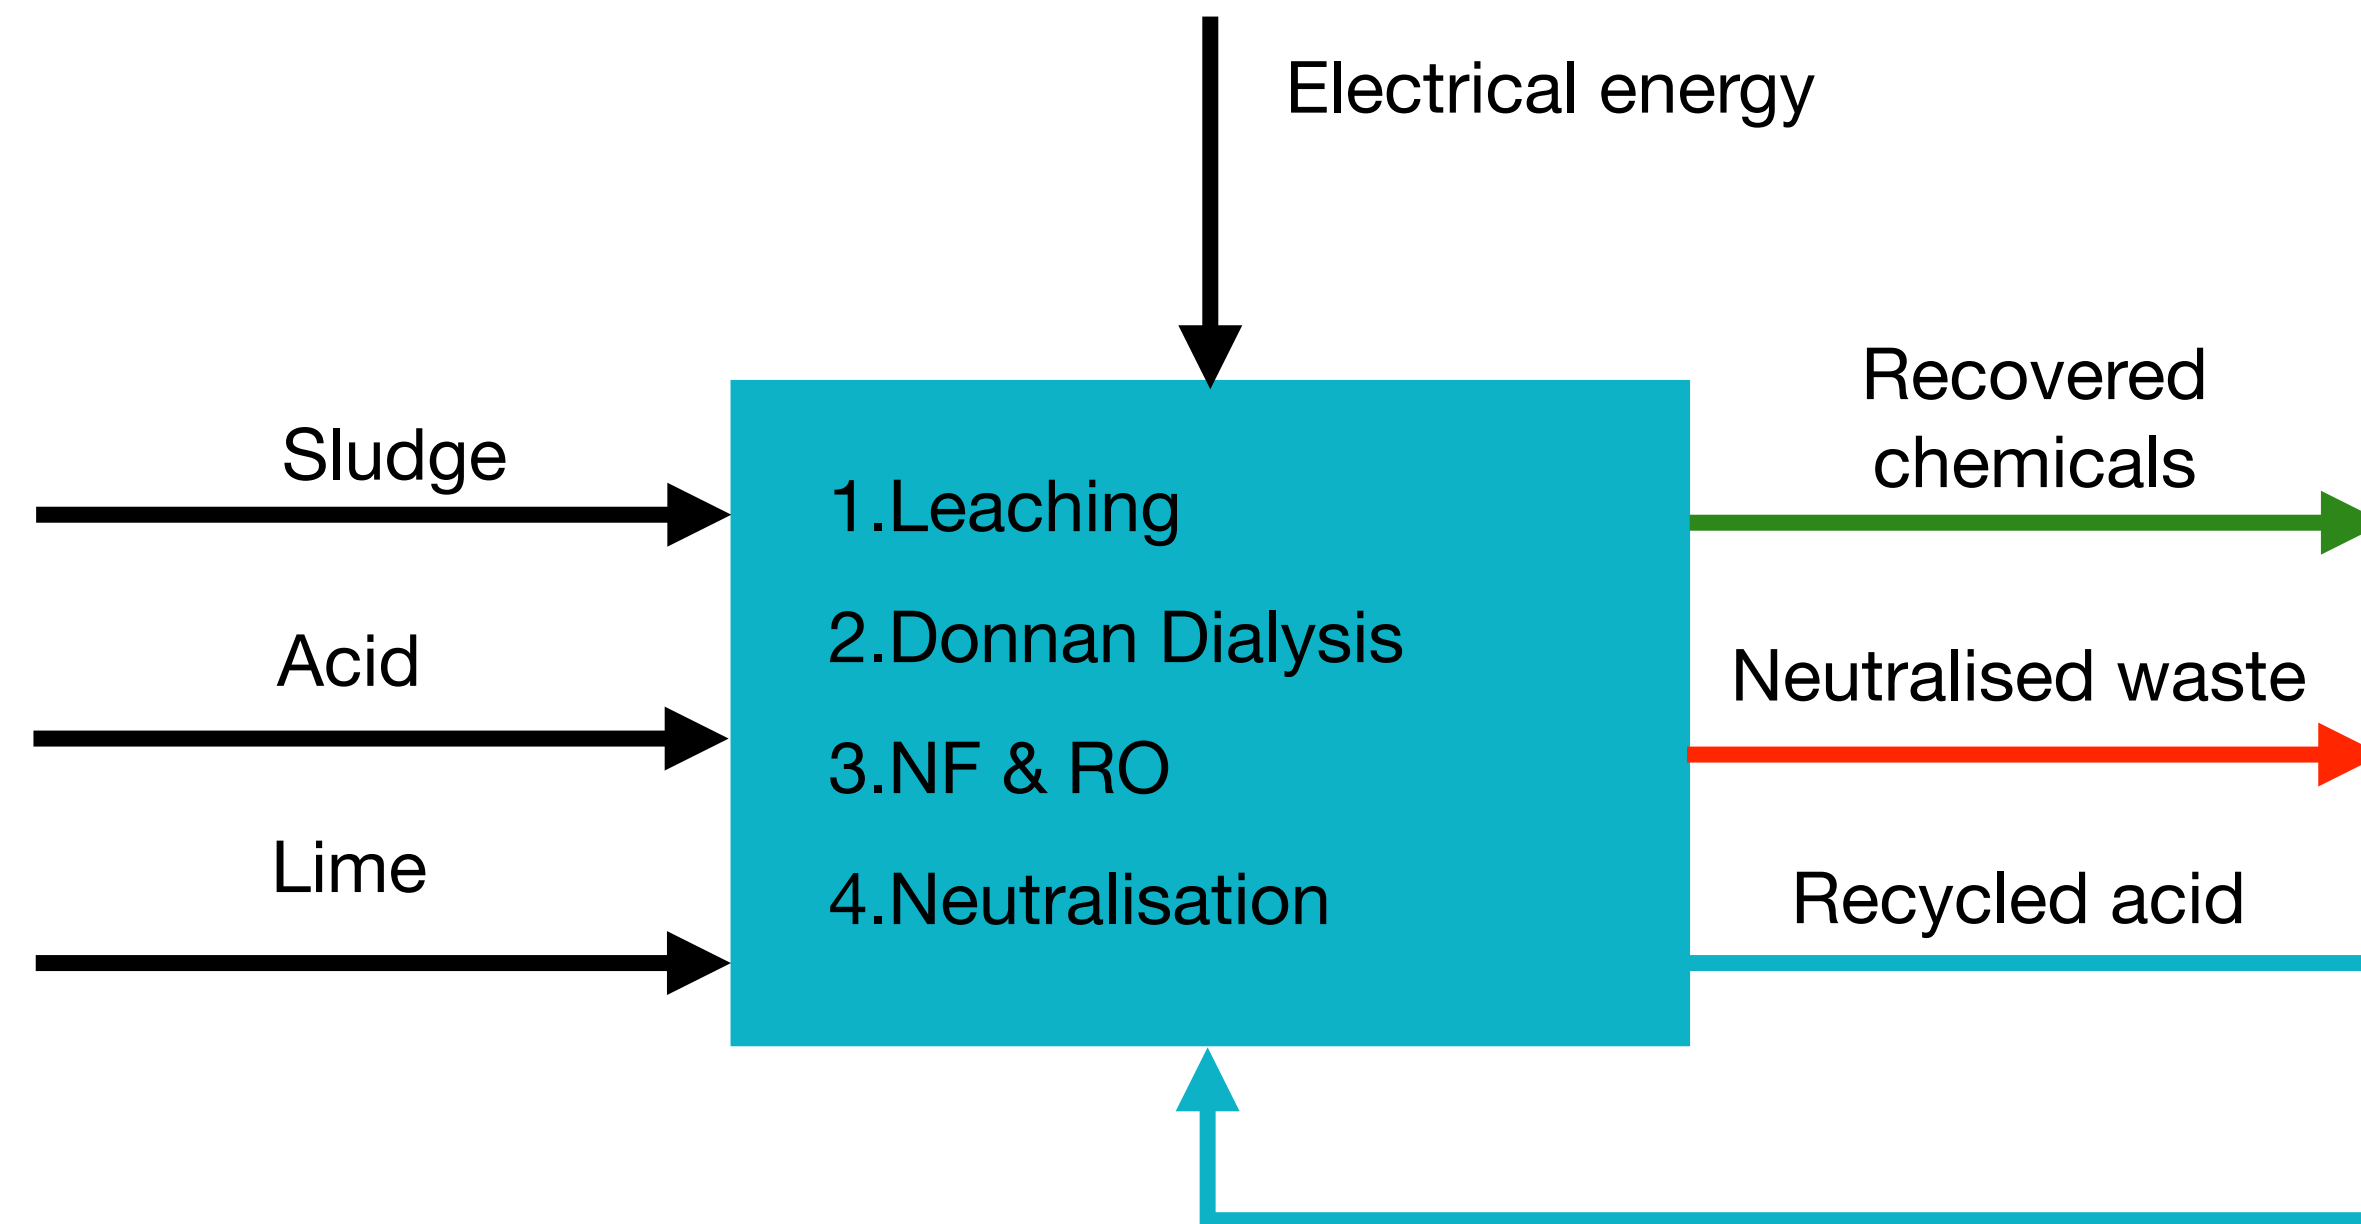 Electrical energy
Sludge
Acid
Lime
1.Leaching
2.Donnan Dialysis
3.NF & RO
4.Neutralisation
Recovered
chemicals
Neutralised waste
Recycled acid